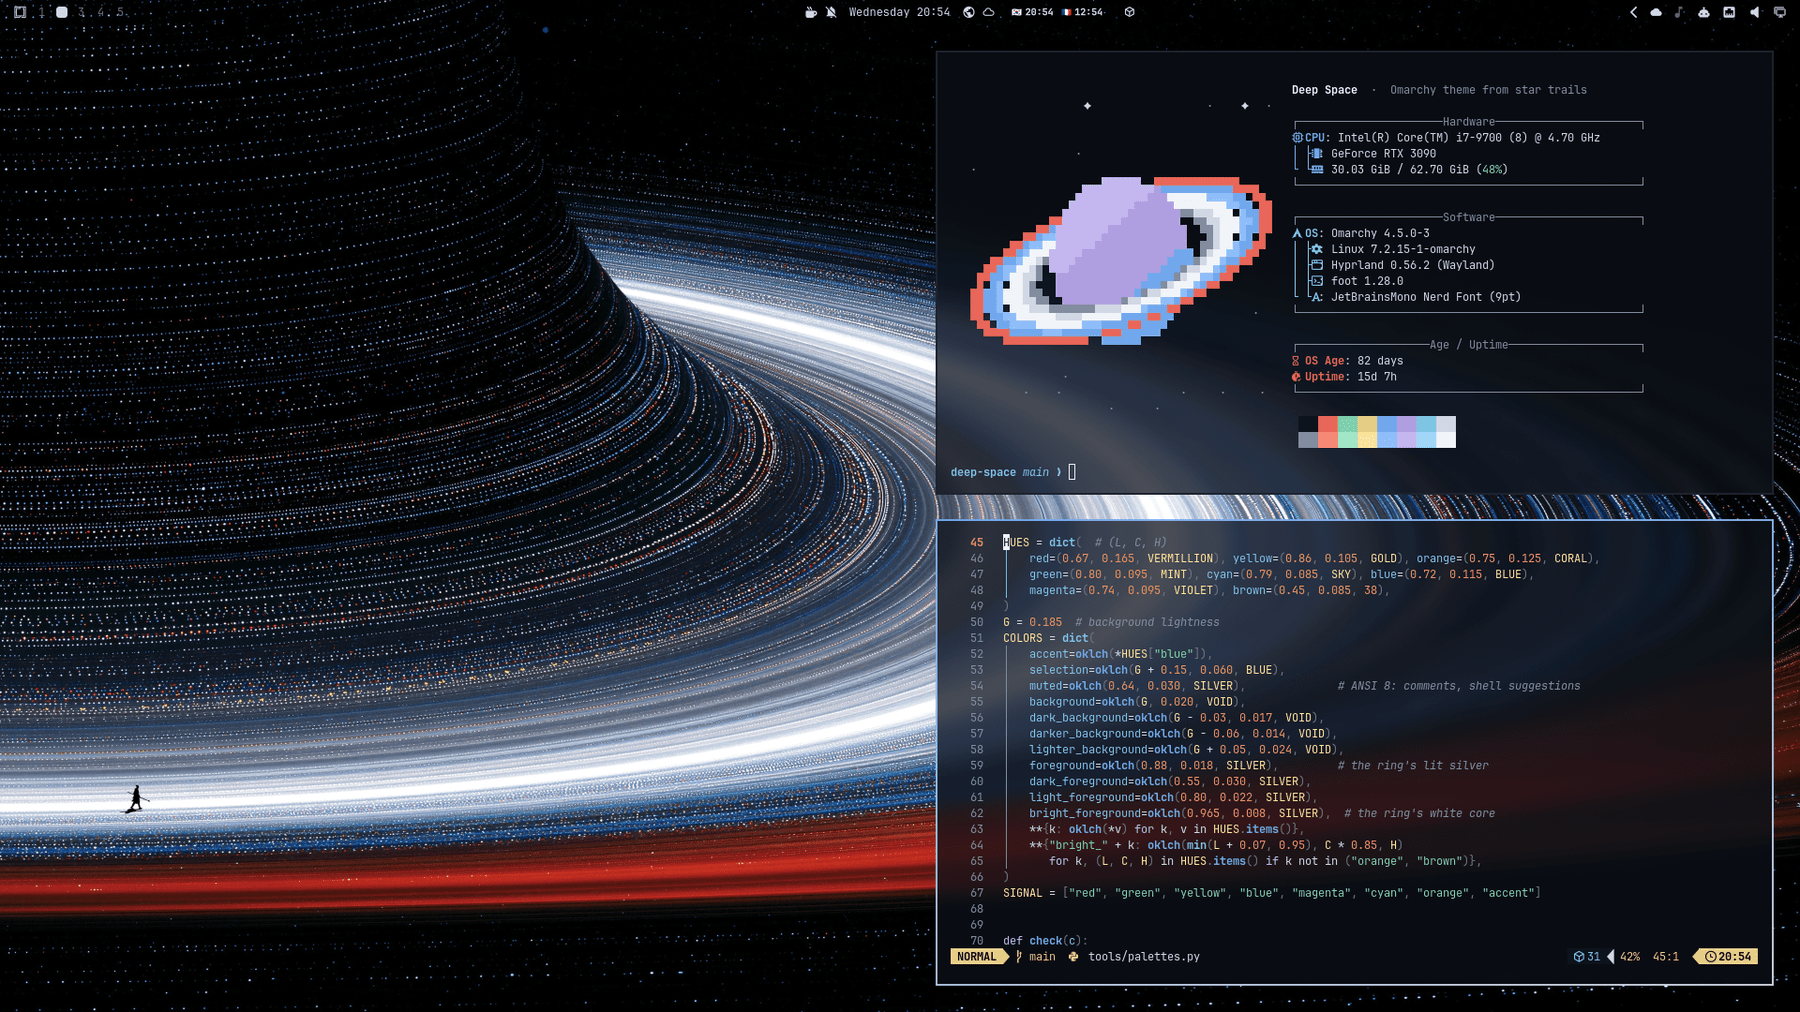 1 3 4 5
Wednesday 20:54 20:54 12:54
Deep Space · Omarchy theme from star trails
Hardware
CPU: Intel(R) Core(TM) i7-9700 (8) @ 4.70 GHz
GeForce RTX 3090
30.03 GiB / 62.70 GiB (48%)
Software
OS: Omarchy 4.5.0-3
Linux 7.2.15-1-omarchy
Hyprland 0.56.2 (Wayland)
foot 1.28.0
A: JetBrainsMono Nerd Font (9pt)
Age / Uptime
OS Age: 82 days
Uptime: 15d 7h
deep-space main ❯
45 HUES = dict( # (L, C, H)
46 red=(0.67, 0.165, VERMILLION), yellow=(0.86, 0.105, GOLD), orange=(0.75, 0.125, CORAL),
47 green=(0.80, 0.095, MINT), cyan=(0.79, 0.085, SKY), blue=(0.72, 0.115, BLUE),
48 magenta=(0.74, 0.095, VIOLET), brown=(0.45, 0.085, 38),
49 )
50 G = 0.185 # background lightness
51 COLORS = dict(
52 accent=oklch(*HUES["blue"]),
53 selection=oklch(G + 0.15, 0.060, BLUE),
54 muted=oklch(0.64, 0.030, SILVER), # ANSI 8: comments, shell suggestions
55 background=oklch(G, 0.020, VOID),
56 dark_background=oklch(G - 0.03, 0.017, VOID),
57 darker_background=oklch(G - 0.06, 0.014, VOID),
58 lighter_background=oklch(G + 0.05, 0.024, VOID),
59 foreground=oklch(0.88, 0.018, SILVER), # the ring's lit silver
60 dark_foreground=oklch(0.55, 0.030, SILVER),
61 light_foreground=oklch(0.80, 0.022, SILVER),
62 bright_foreground=oklch(0.965, 0.008, SILVER), # the ring's white core
63 **{k: oklch(*v) for k, v in HUES.items()},
64 **{"bright_" + k: oklch(min(L + 0.07, 0.95), C * 0.85, H)
65 for k, (L, C, H) in HUES.items() if k not in ("orange", "brown")},
66 )
67 SIGNAL = ["red", "green", "yellow", "blue", "magenta", "cyan", "orange", "accent"]
68
69
70 def check(c):
NORMAL main tools/palettes.py 31 42% 45:1 20:54